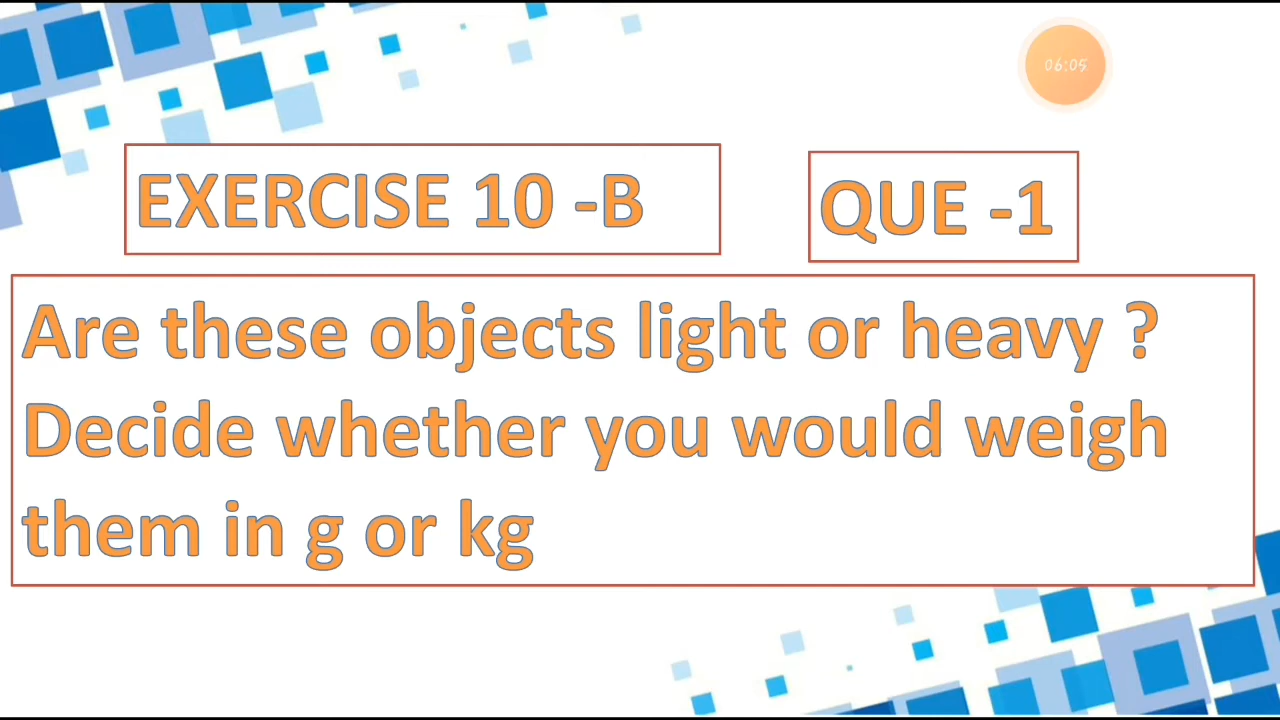 06:05
EXERCISE 10 -B
QUE -1
Are these objects light or heavy ?
Decide whether you would weigh
them in g or kg